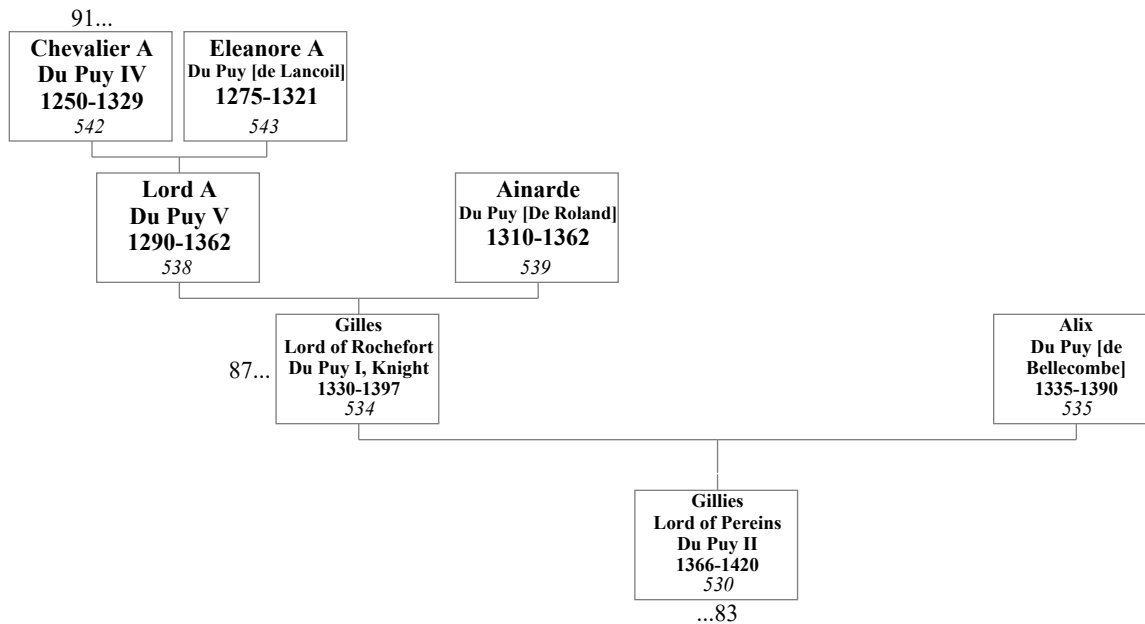 91...
Chevalier A
Du Puy IV
1250-1329
542
Eleanore A
Du Puy [de Lancoil]
1275-1321
543
Lord A
Du Puy V
1290-1362
538
Ainarde
Du Puy [De Roland]
1310-1362
539
87...
Gilles
Lord of Rochefort
Du Puy I, Knight
1330-1397
534
Alix
Du Puy [de
Bellecombe]
1335-1390
535
Gillies
Lord of Pereins
Du Puy II
1366-1420
530
...83